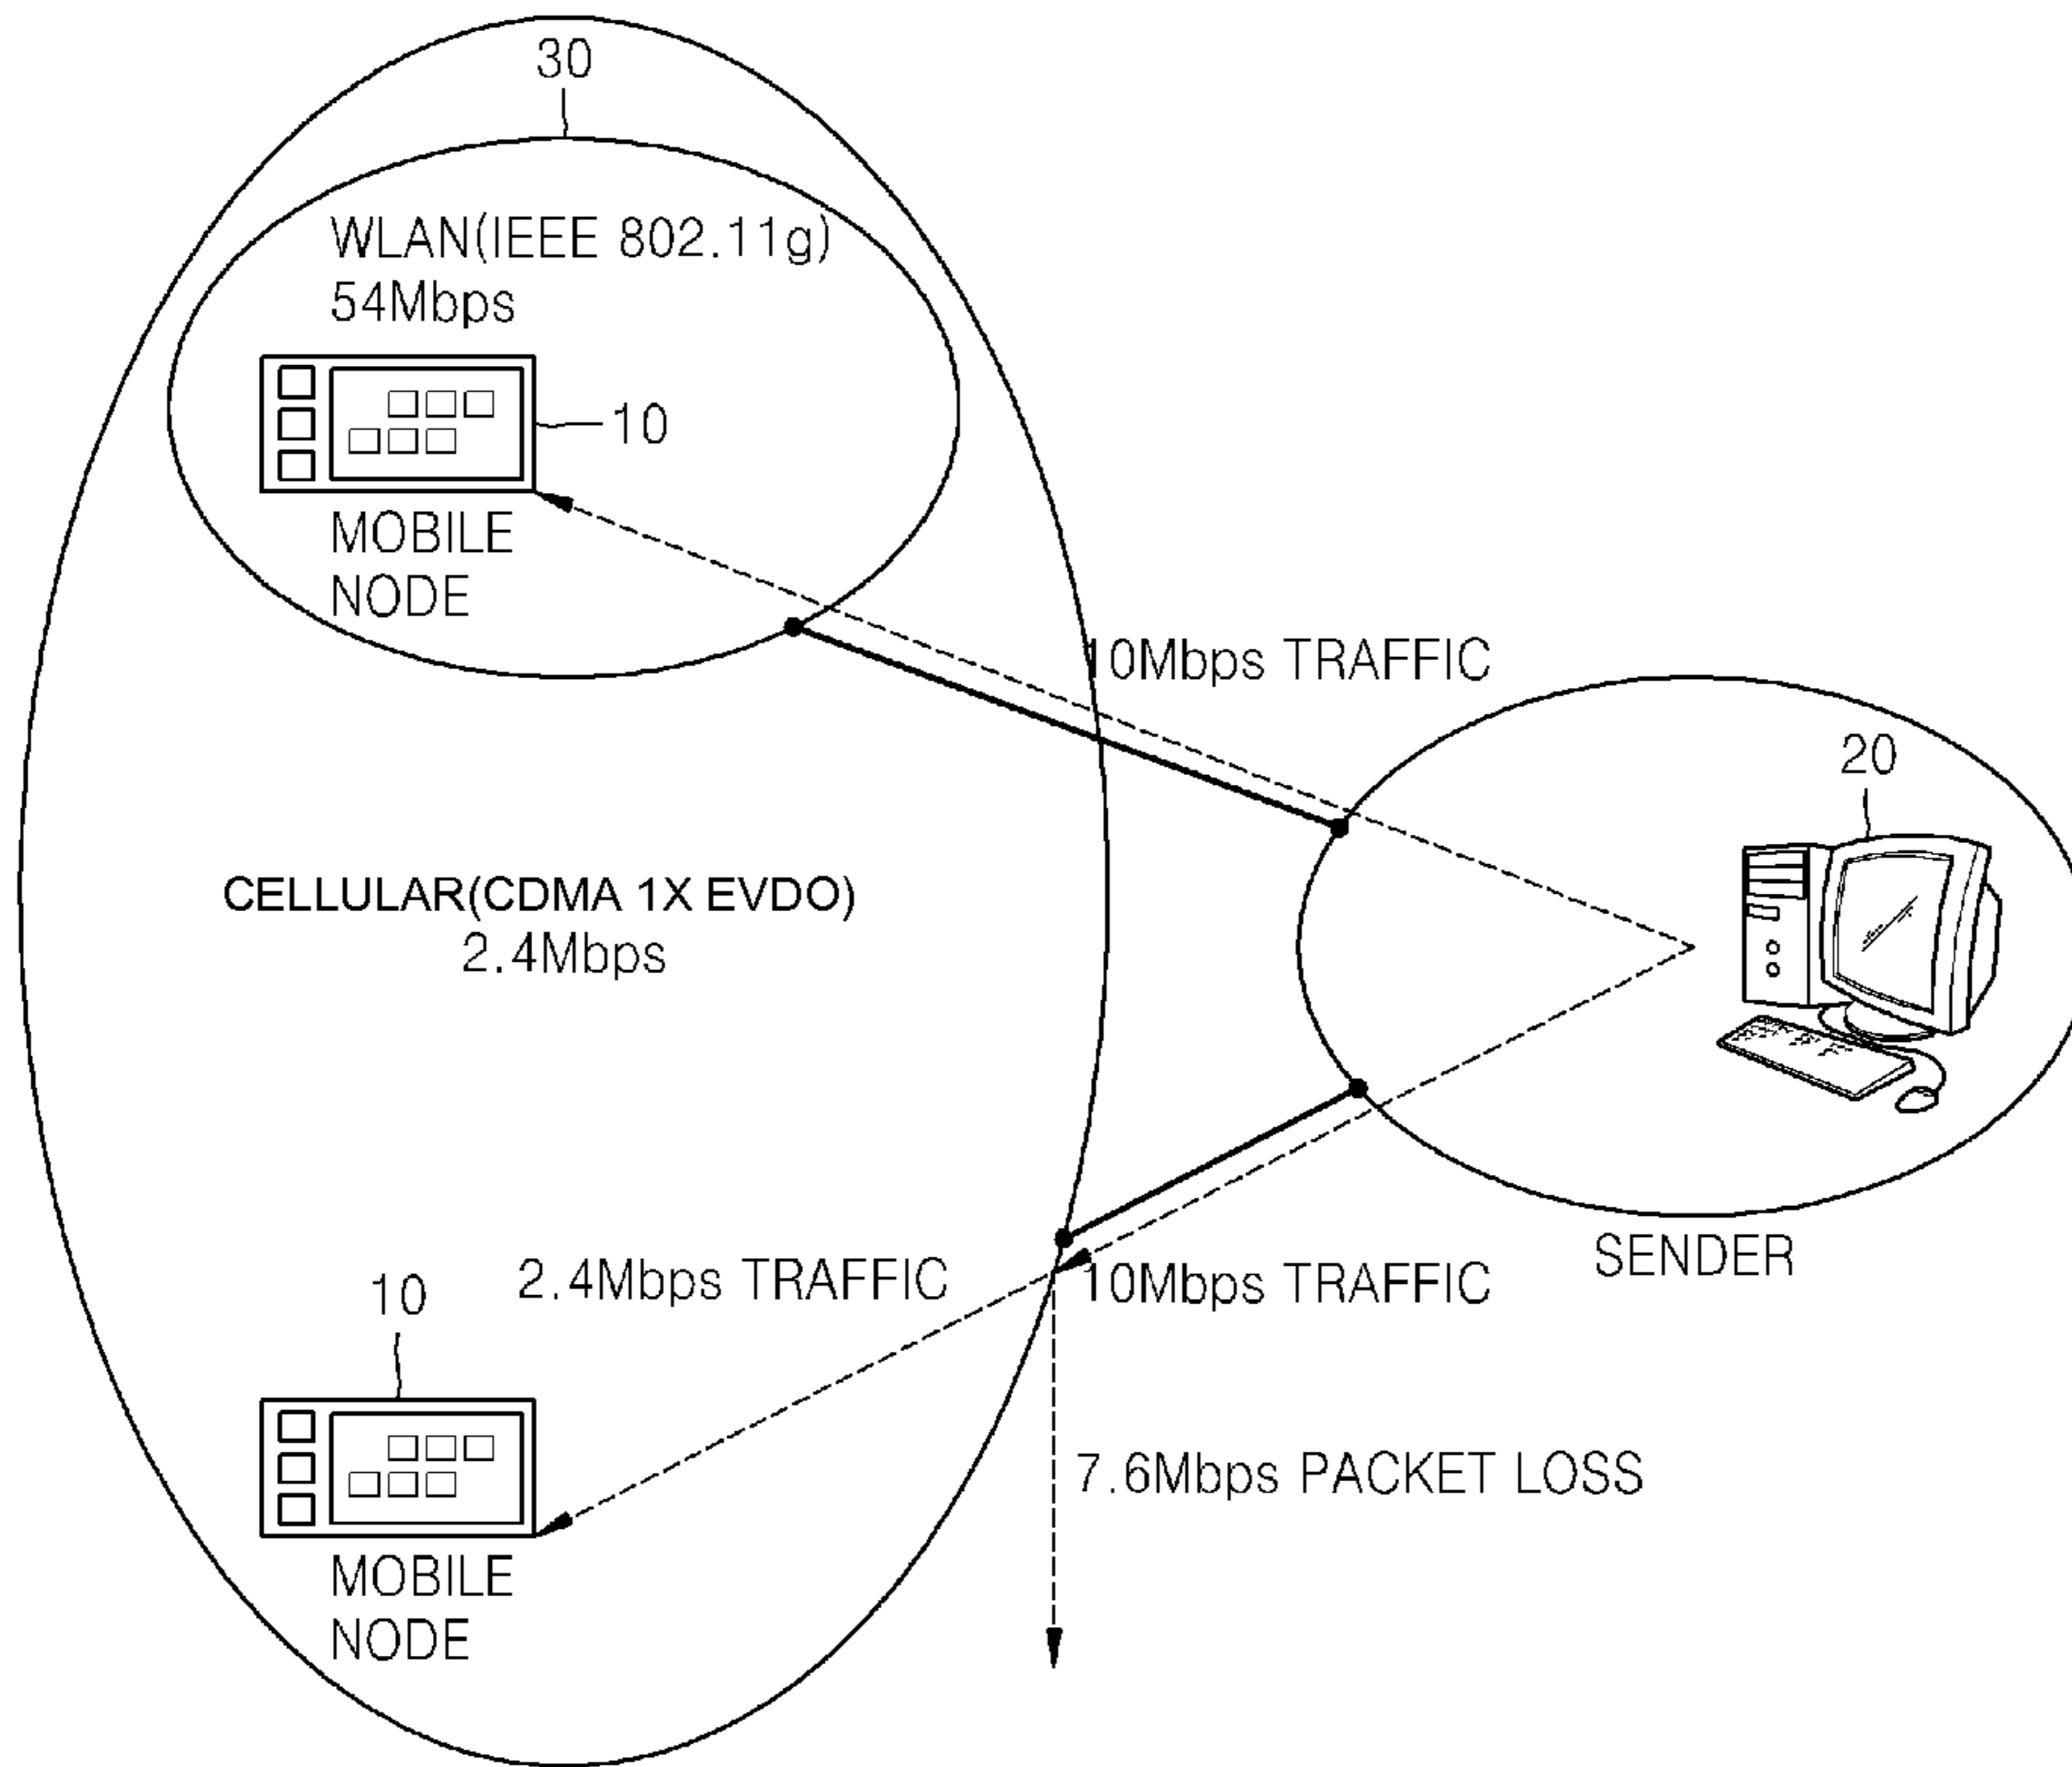 30
WLAN(IEEE 802.11g)
54Mbps
10
MOBILE
NODE
10Mbps TRAFFIC
20
CELLULAR(CDMA 1X EVDO)
2.4Mbps
SENDER
2.4Mbps TRAFFIC
10Mbps TRAFFIC
10
7.6Mbps PACKET LOSS
MOBILE
NODE